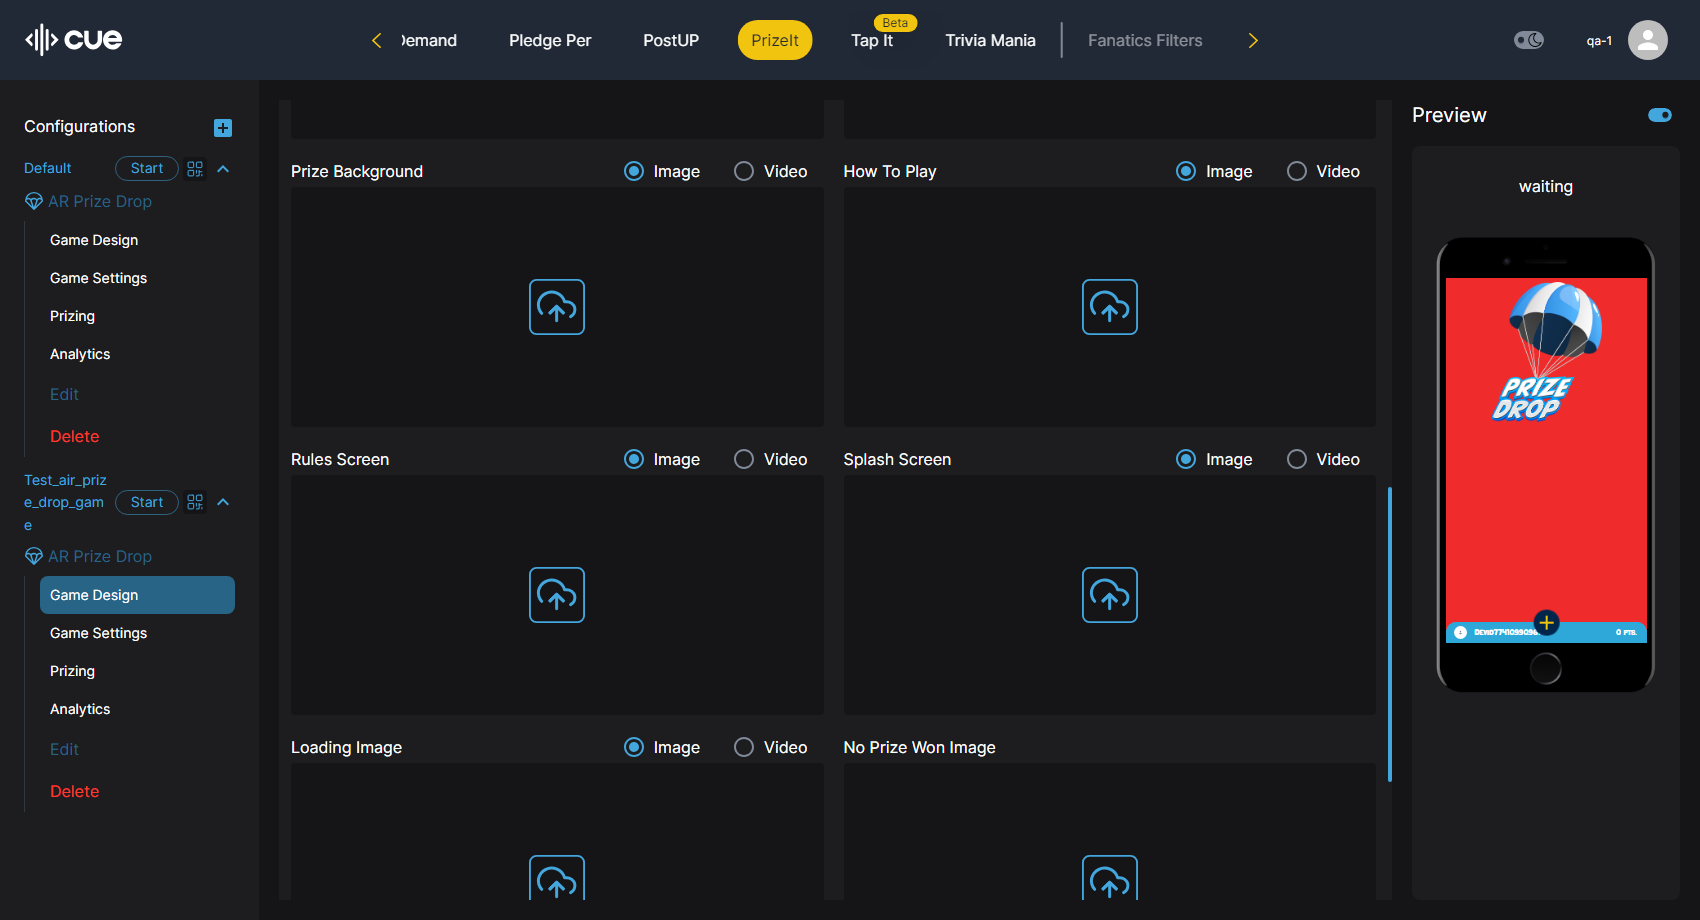 cue
Demand
Pledge Per
PostUP
PrizeIt
Beta
Tap It
Trivia Mania
Fanatics Filters
qa-1
Configurations
Default
Start
AR Prize Drop
Game Design
Game Settings
Prizing
Analytics
Edit
Delete
Test_air_priz
e_drop_gam
e
Start
AR Prize Drop
Game Design
Game Settings
Prizing
Analytics
Edit
Delete
Prize Background
Image
Video
How To Play
Image
Video
Rules Screen
Image
Video
Splash Screen
Image
Video
Loading Image
Image
Video
No Prize Won Image
Preview
waiting
PRIZE
DROP
0 PTS.